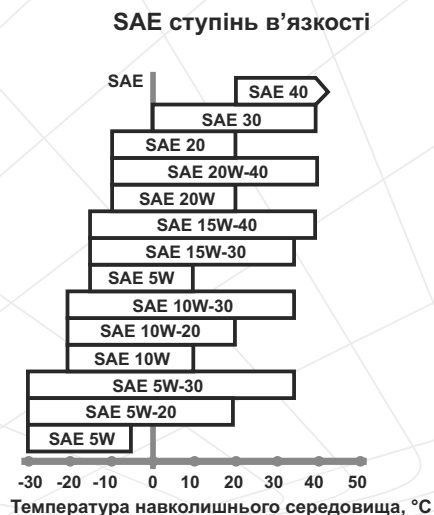 SAE ступінь в'язкості
SAE
SAE 40
SAE 30
SAE 20
SAE 20W-40
SAE 20W
SAE 15W-40
SAE 15W-30
SAE 5W
SAE 10W-30
SAE 10W-20
SAE 10W
SAE 5W-30
SAE 5W-20
SAE 5W
-30 -20 -10 0 10 20 30 40 50
Температура навколишнього середовища, °C